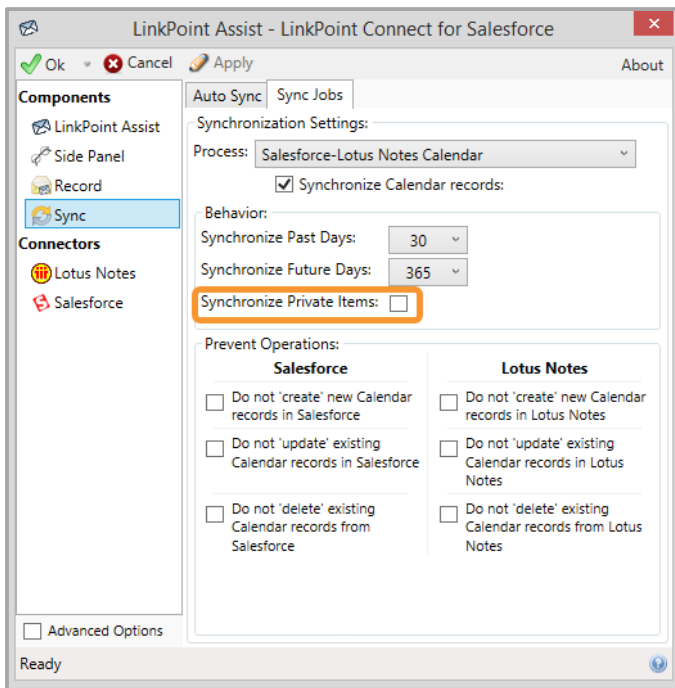 LinkPoint Assist - LinkPoint Connect for Salesforce
Ok Cancel Apply About
Components
LinkPoint Assist
Side Panel
Record
Sync
Connectors
Lotus Notes
Salesforce
Advanced Options
Auto Sync Sync Jobs
Synchronization Settings:
Process: Salesforce-Lotus Notes Calendar
Synchronize Calendar records:
Behavior:
Synchronize Past Days: 30
Synchronize Future Days: 365
Synchronize Private Items:
Prevent Operations:
Salesforce
Do not 'create' new Calendar
records in Salesforce
Do not 'update' existing
Calendar records in Salesforce
Do not 'delete' existing
Calendar records from
Salesforce
Lotus Notes
Do not 'create' new Calendar
records in Lotus Notes
Do not 'update' existing
Calendar records in Lotus
Notes
Do not 'delete' existing
Calendar records from Lotus
Notes
Ready